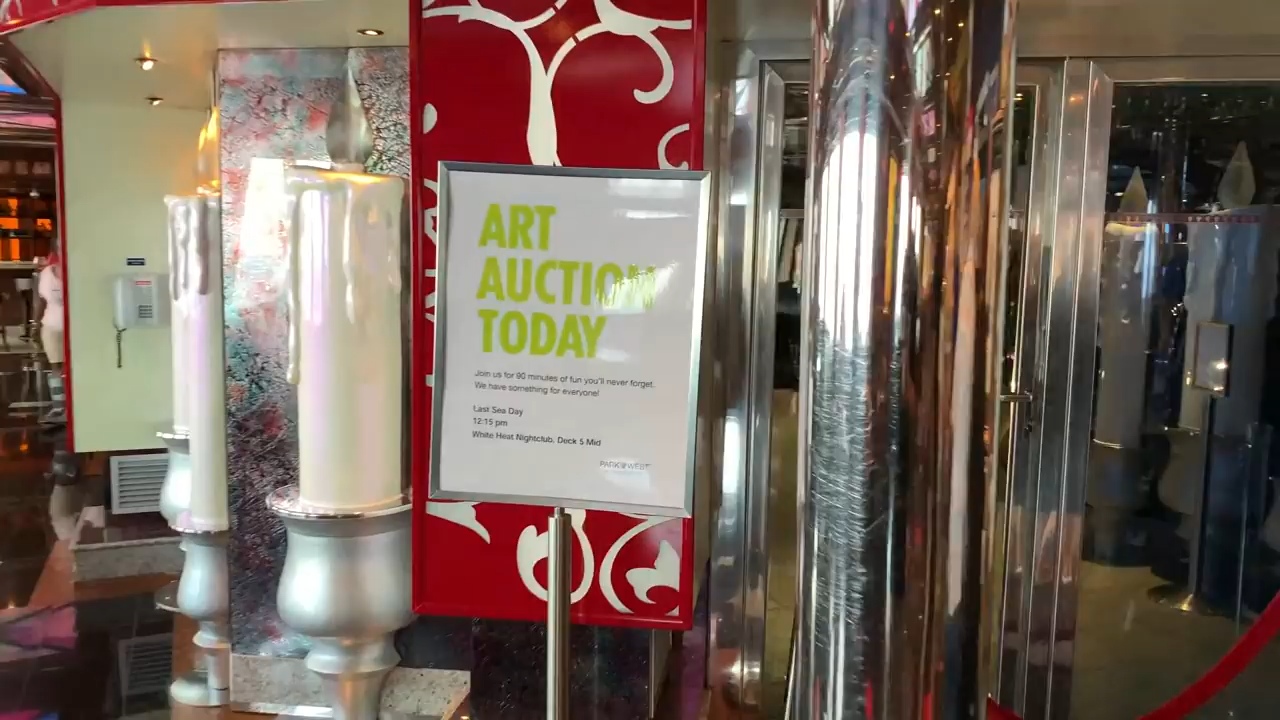 ART
AUCTION
TODAY
Join us for 90 minutes of fun you'll never forget.
We have something for everyone!
Last Sea Day
12:15 pm
White Heat Nightclub, Deck 5 Mid
PARK WEST